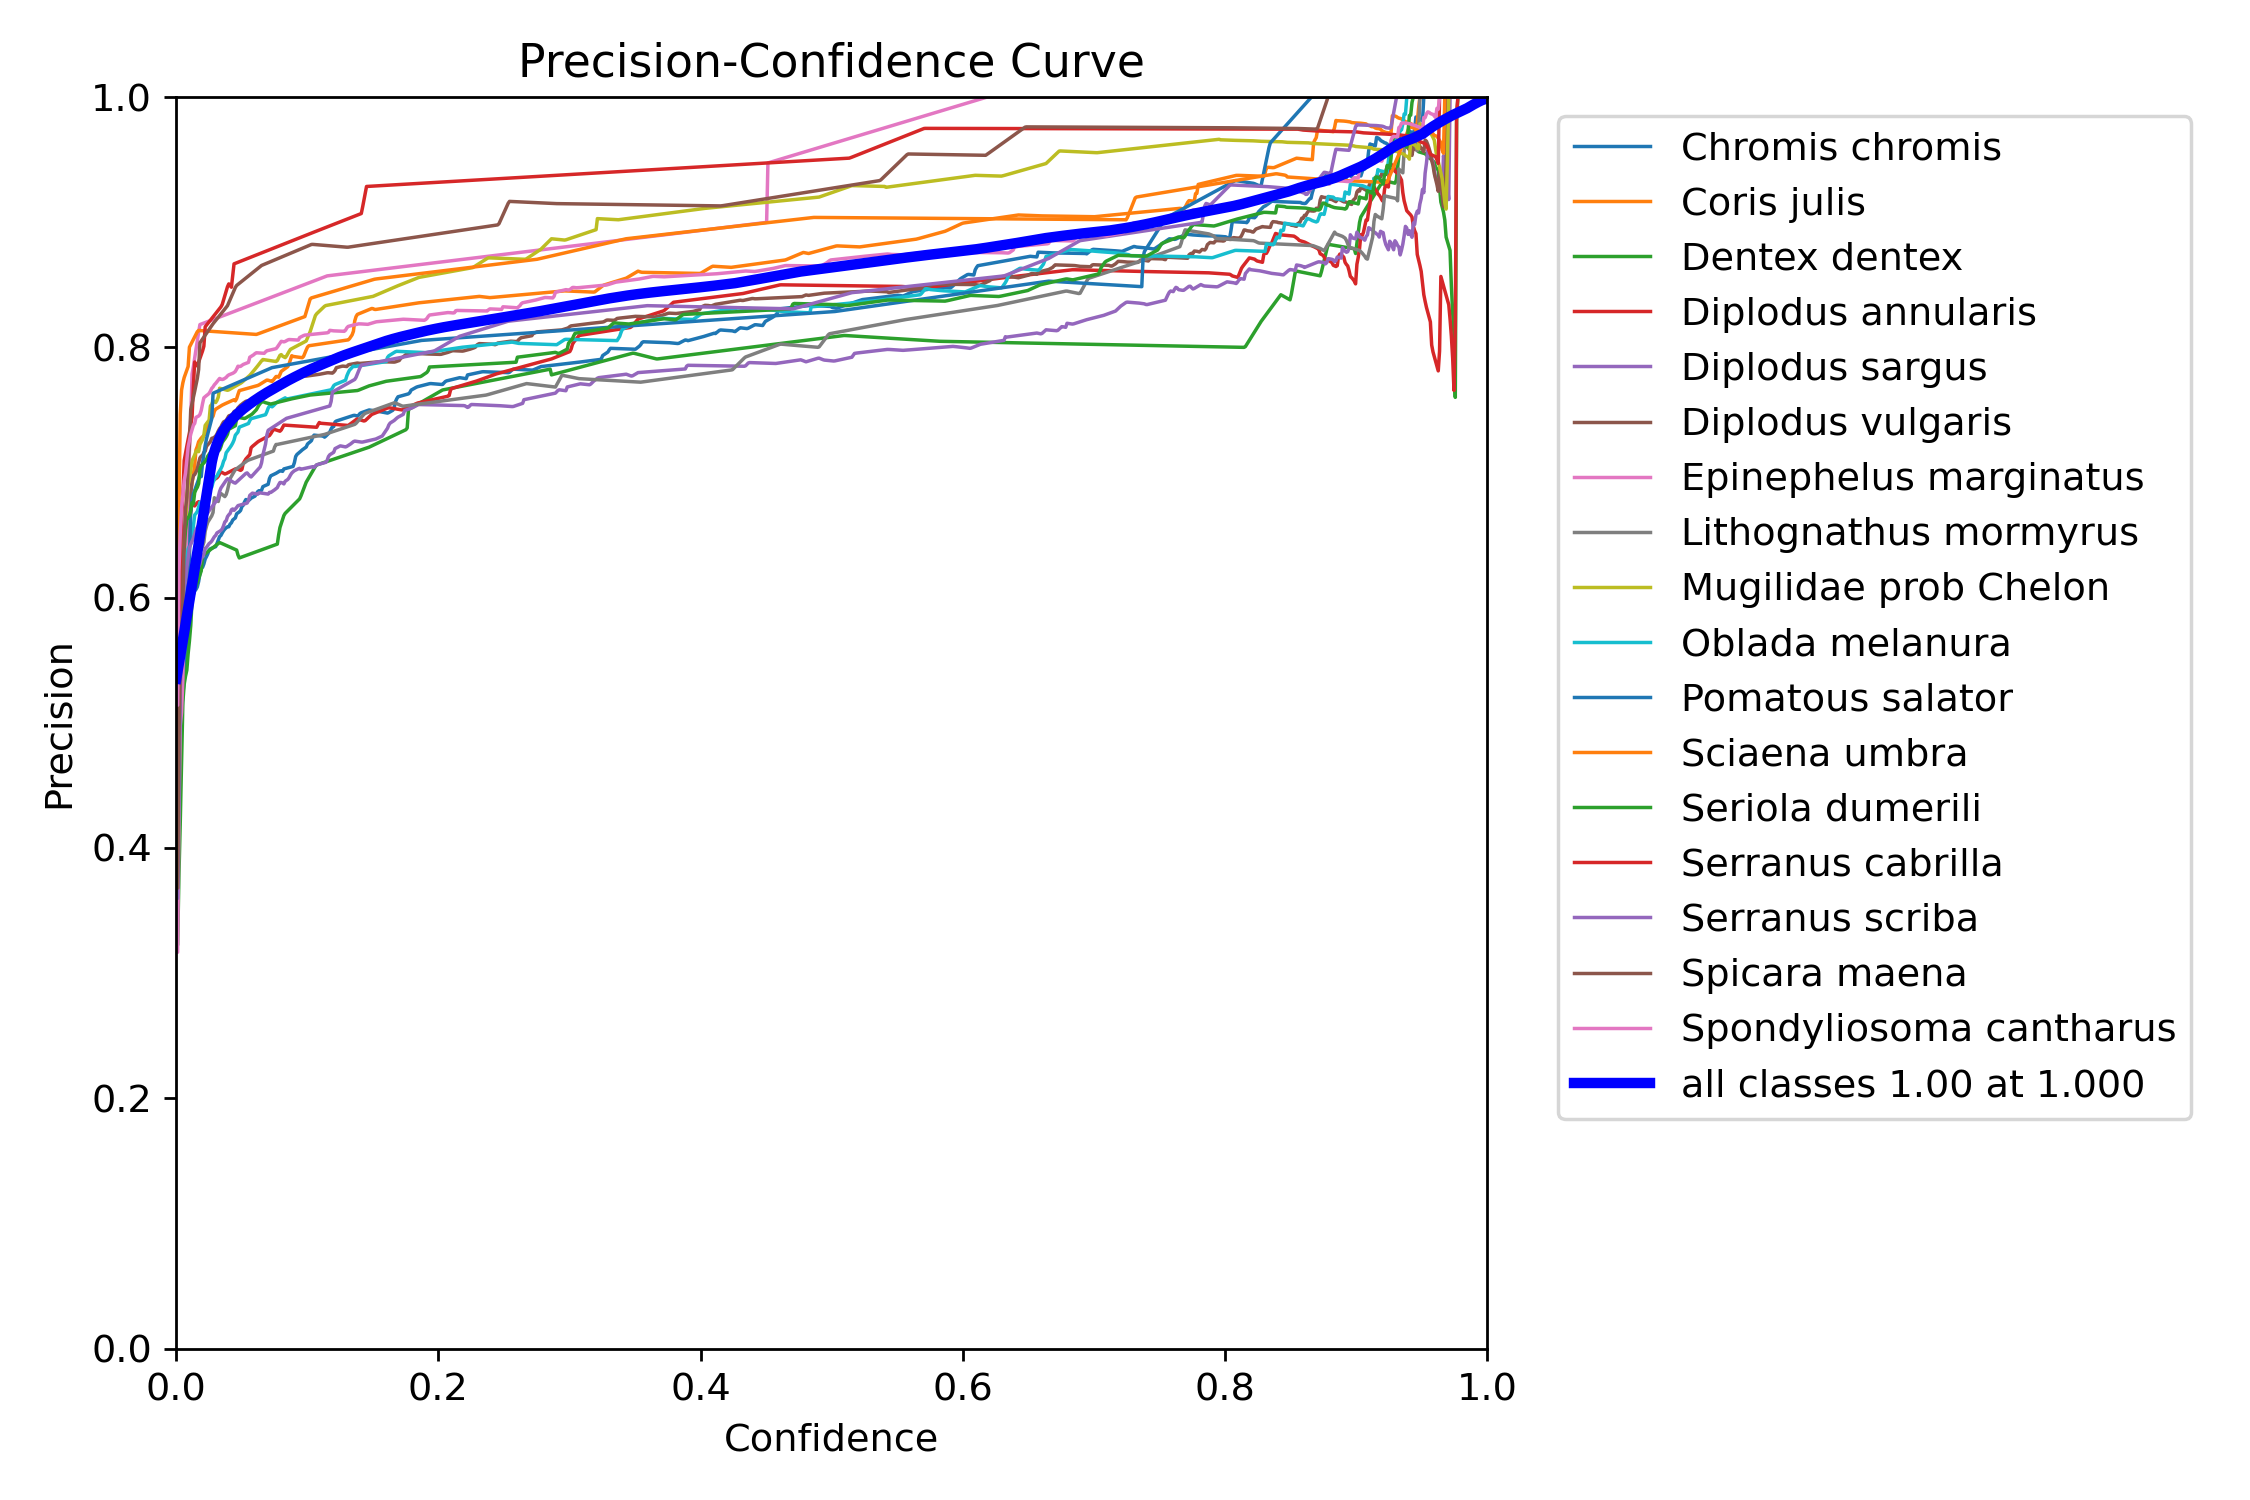 Precision-Confidence Curve
1.0
0.8
0.6
0.4
0.2
0.0
Precision
0.0 0.2 0.4 0.6 0.8 1.0
Confidence
Chromis chromis
Coris julis
Dentex dentex
Diplodus annularis
Diplodus sargus
Diplodus vulgaris
Epinephelus marginatus
Lithognathus mormyrus
Mugilidae prob Chelon
Oblada melanura
Pomatous salator
Sciaena umbra
Seriola dumerili
Serranus cabrilla
Serranus scriba
Spicara maena
Spondyliosoma cantharus
all classes 1.00 at 1.000